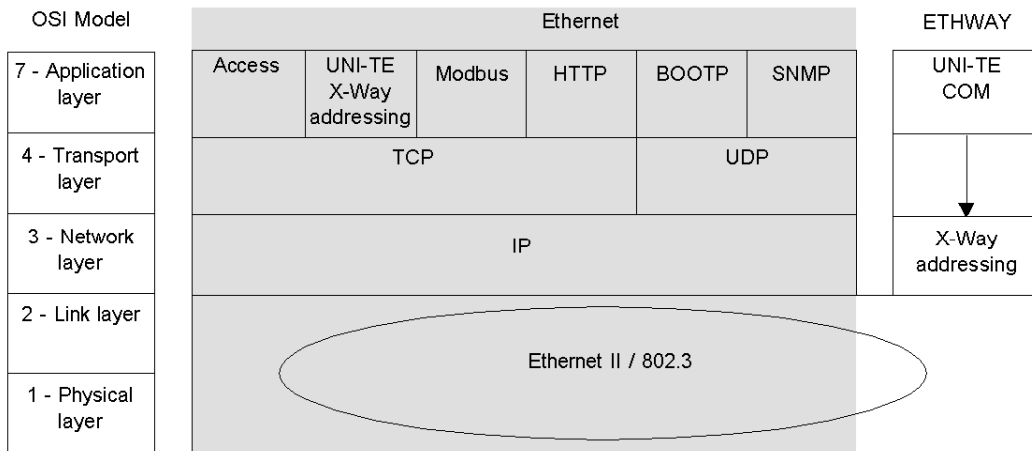 OSI Model
Ethernet
ETHWAY
7 - Application
layer
Access
UNI-TE
X-Way
addressing
Modbus
HTTP
BOOTP
SNMP
UNI-TE
COM
4 - Transport
layer
TCP
UDP
3 - Network
layer
IP
X-Way
addressing
2 - Link layer
Ethernet II / 802.3
1 - Physical
layer